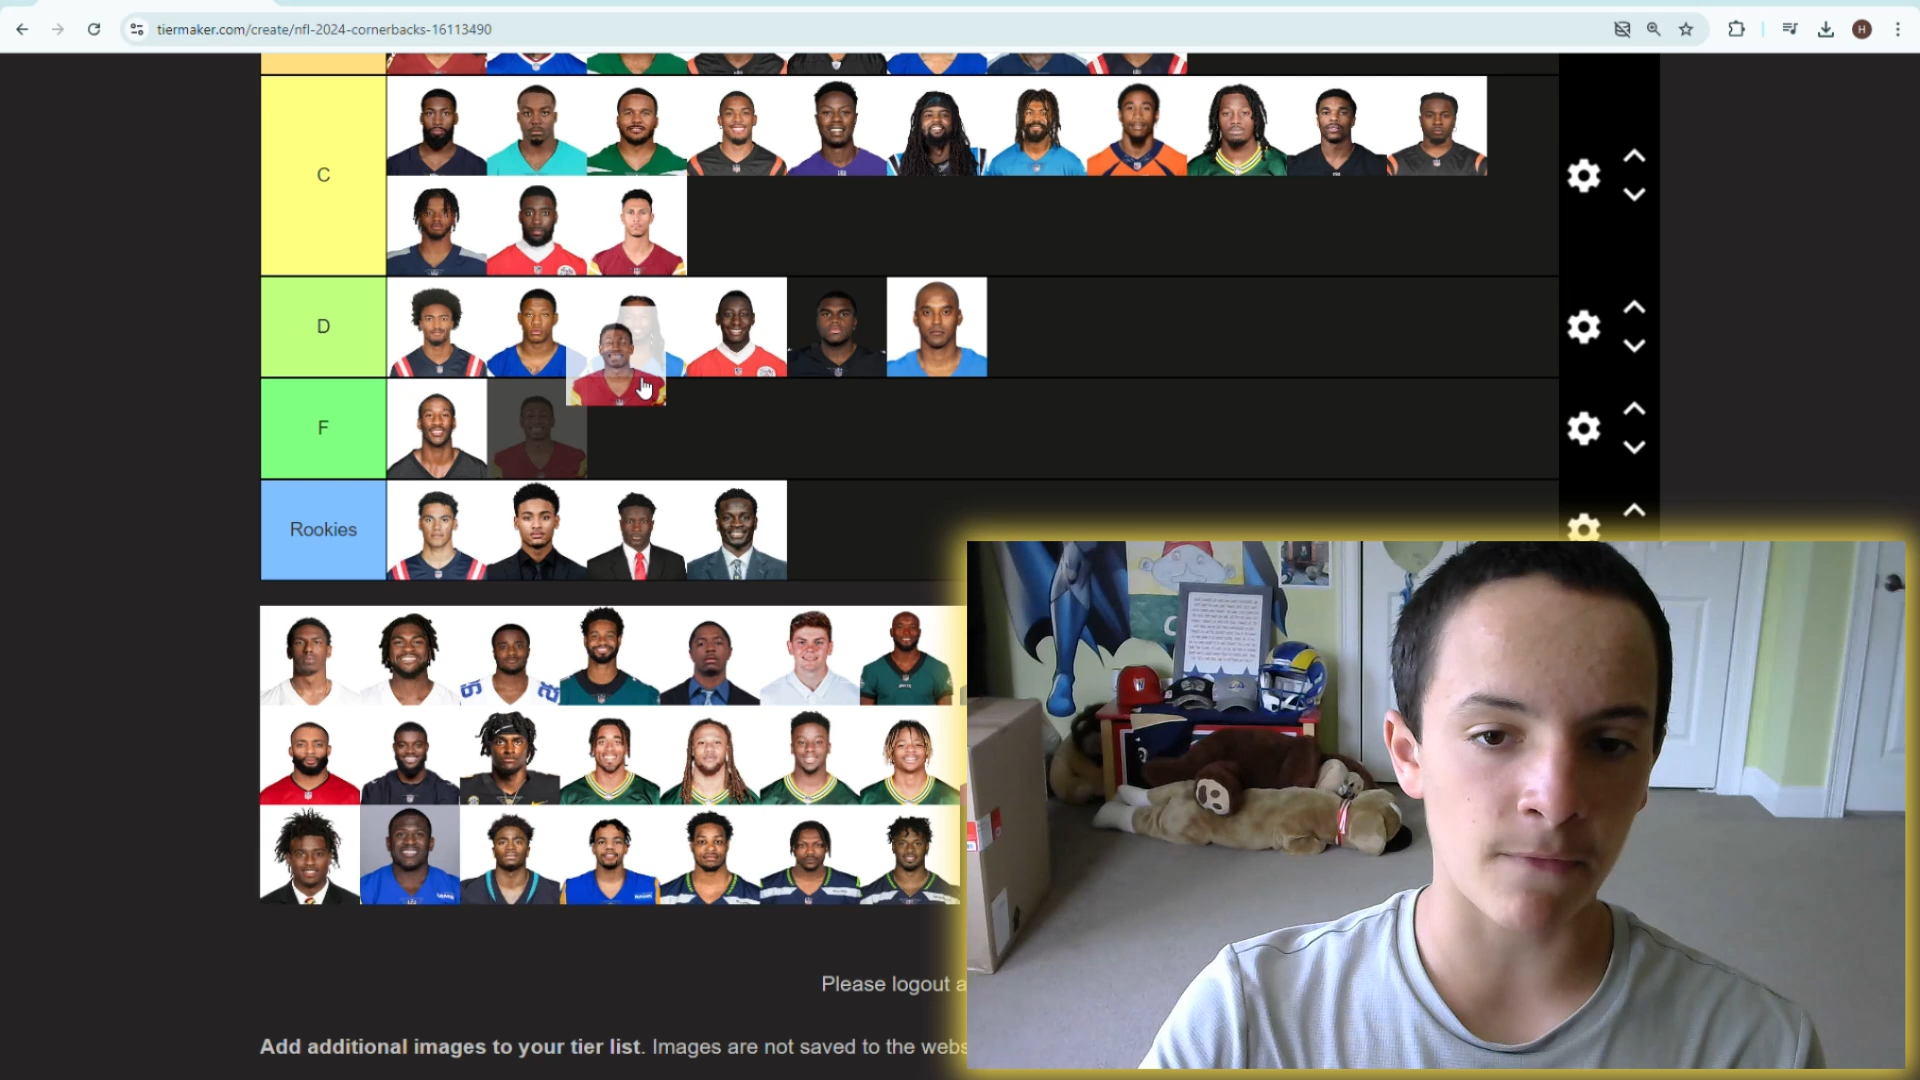 tiermaker.com/create/nfl-2024-cornerbacks-16113490
H
C
D
F
Rookies
Please logout a
Add additional images to your tier list. Images are not saved to the webs